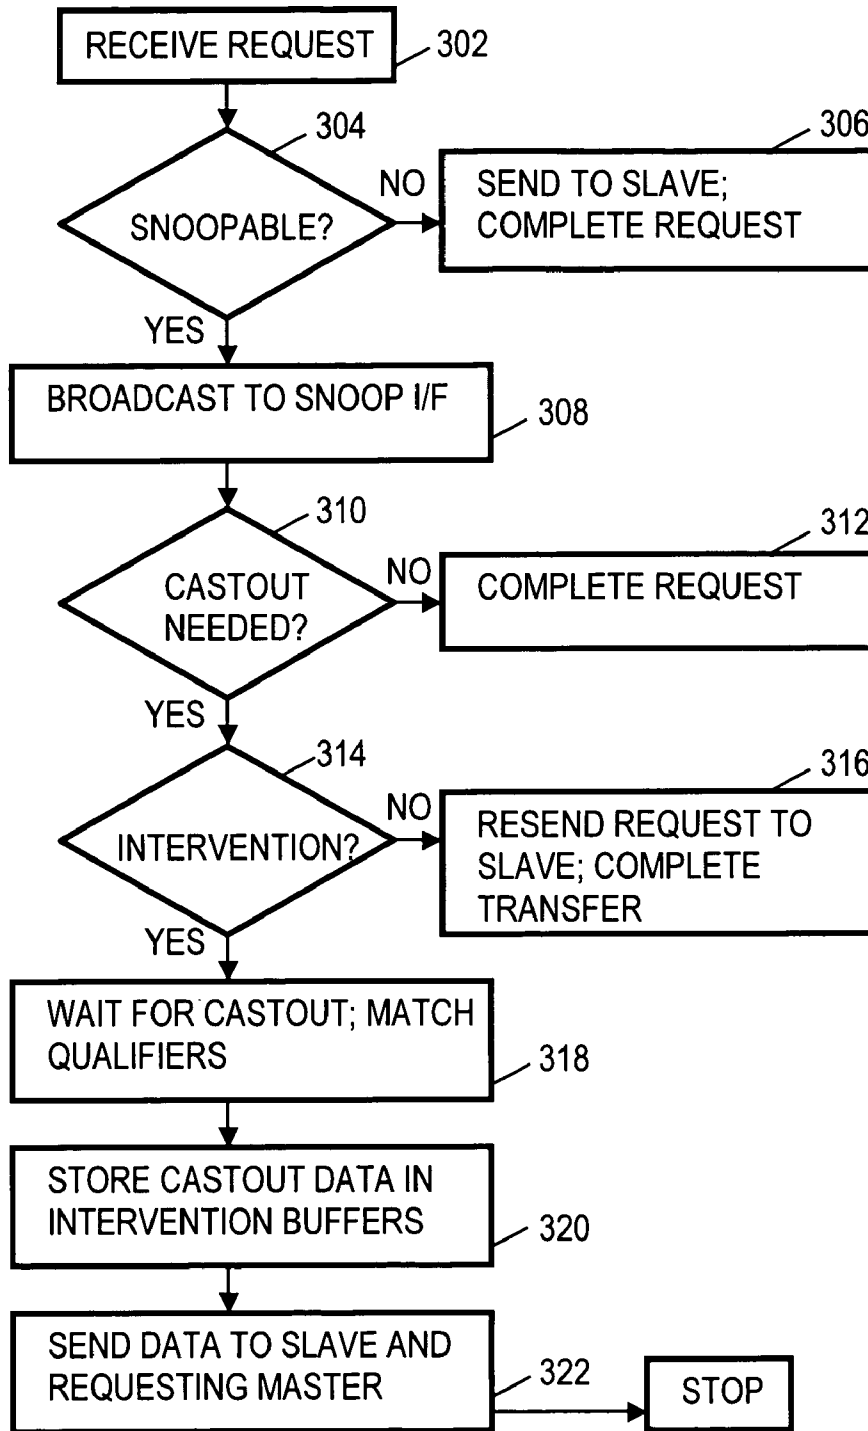 RECEIVE REQUEST
302
304
306
SNOOPABLE?
NO
SEND TO SLAVE;
COMPLETE REQUEST
YES
BROADCAST TO SNOOP I/F
308
310
312
CASTOUT
NEEDED?
NO
COMPLETE REQUEST
YES
314
316
INTERVENTION?
NO
RESEND REQUEST TO
SLAVE; COMPLETE
TRANSFER
YES
WAIT FOR CASTOUT; MATCH
QUALIFIERS
318
STORE CASTOUT DATA IN
INTERVENTION BUFFERS
320
SEND DATA TO SLAVE AND
REQUESTING MASTER
322
STOP